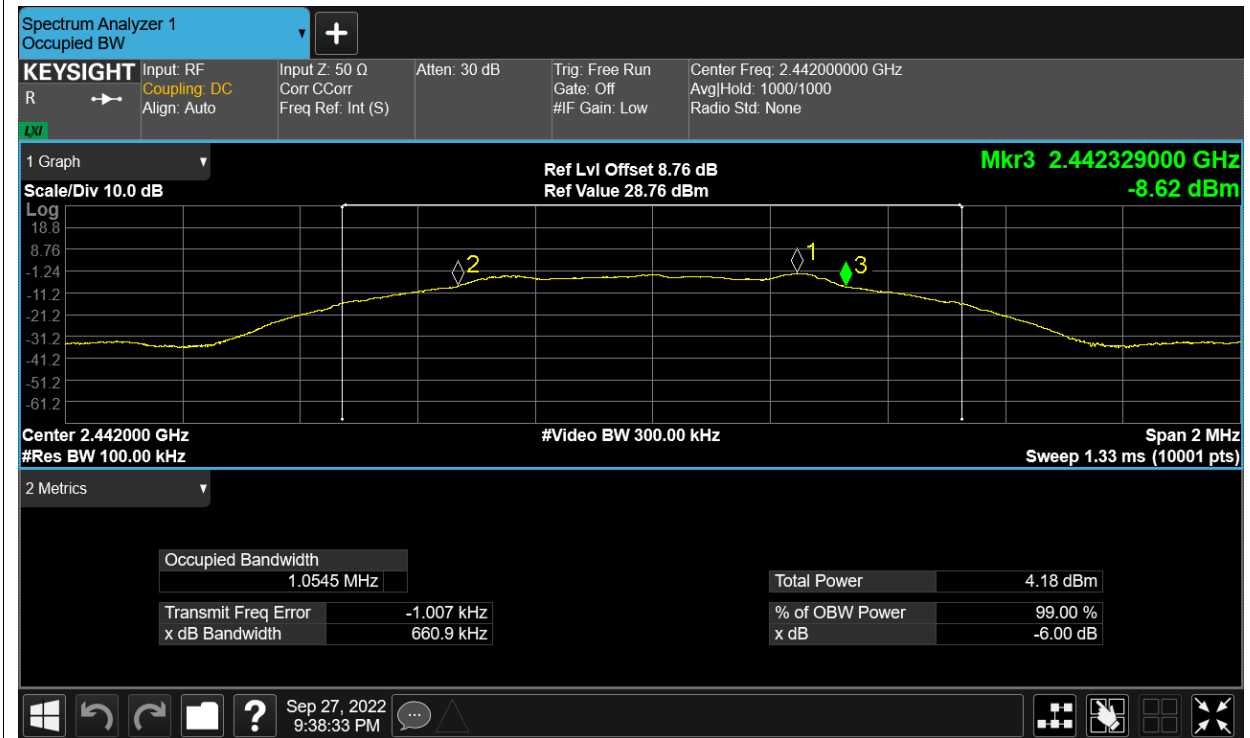 Spectrum Analyzer 1
Occupied BW
KEYSIGHT
R
LXI
Input: RF
Coupling: DC
Align: Auto
Input Z: 50 Ω
Corr CCorr
Freq Ref: Int (S)
Atten: 30 dB
Trig: Free Run
Gate: Off
#IF Gain: Low
Center Freq: 2.442000000 GHz
Avg|Hold: 1000/1000
Radio Std: None
1 Graph
Scale/Div 10.0 dB
Ref Lvl Offset 8.76 dB
Ref Value 28.76 dBm
Mkr3 2.442329000 GHz
-8.62 dBm
Log
18.8
8.76
-1.24
-11.2
-21.2
-31.2
-41.2
-51.2
-61.2
2
1
3
Center 2.442000 GHz
#Res BW 100.00 kHz
#Video BW 300.00 kHz
Span 2 MHz
Sweep 1.33 ms (10001 pts)
2 Metrics
Occupied Bandwidth
1.0545 MHz
Transmit Freq Error -1.007 kHz
x dB Bandwidth 660.9 kHz
Total Power 4.18 dBm
% of OBW Power 99.00 %
x dB -6.00 dB
?
Sep 27, 2022
9:38:33 PM